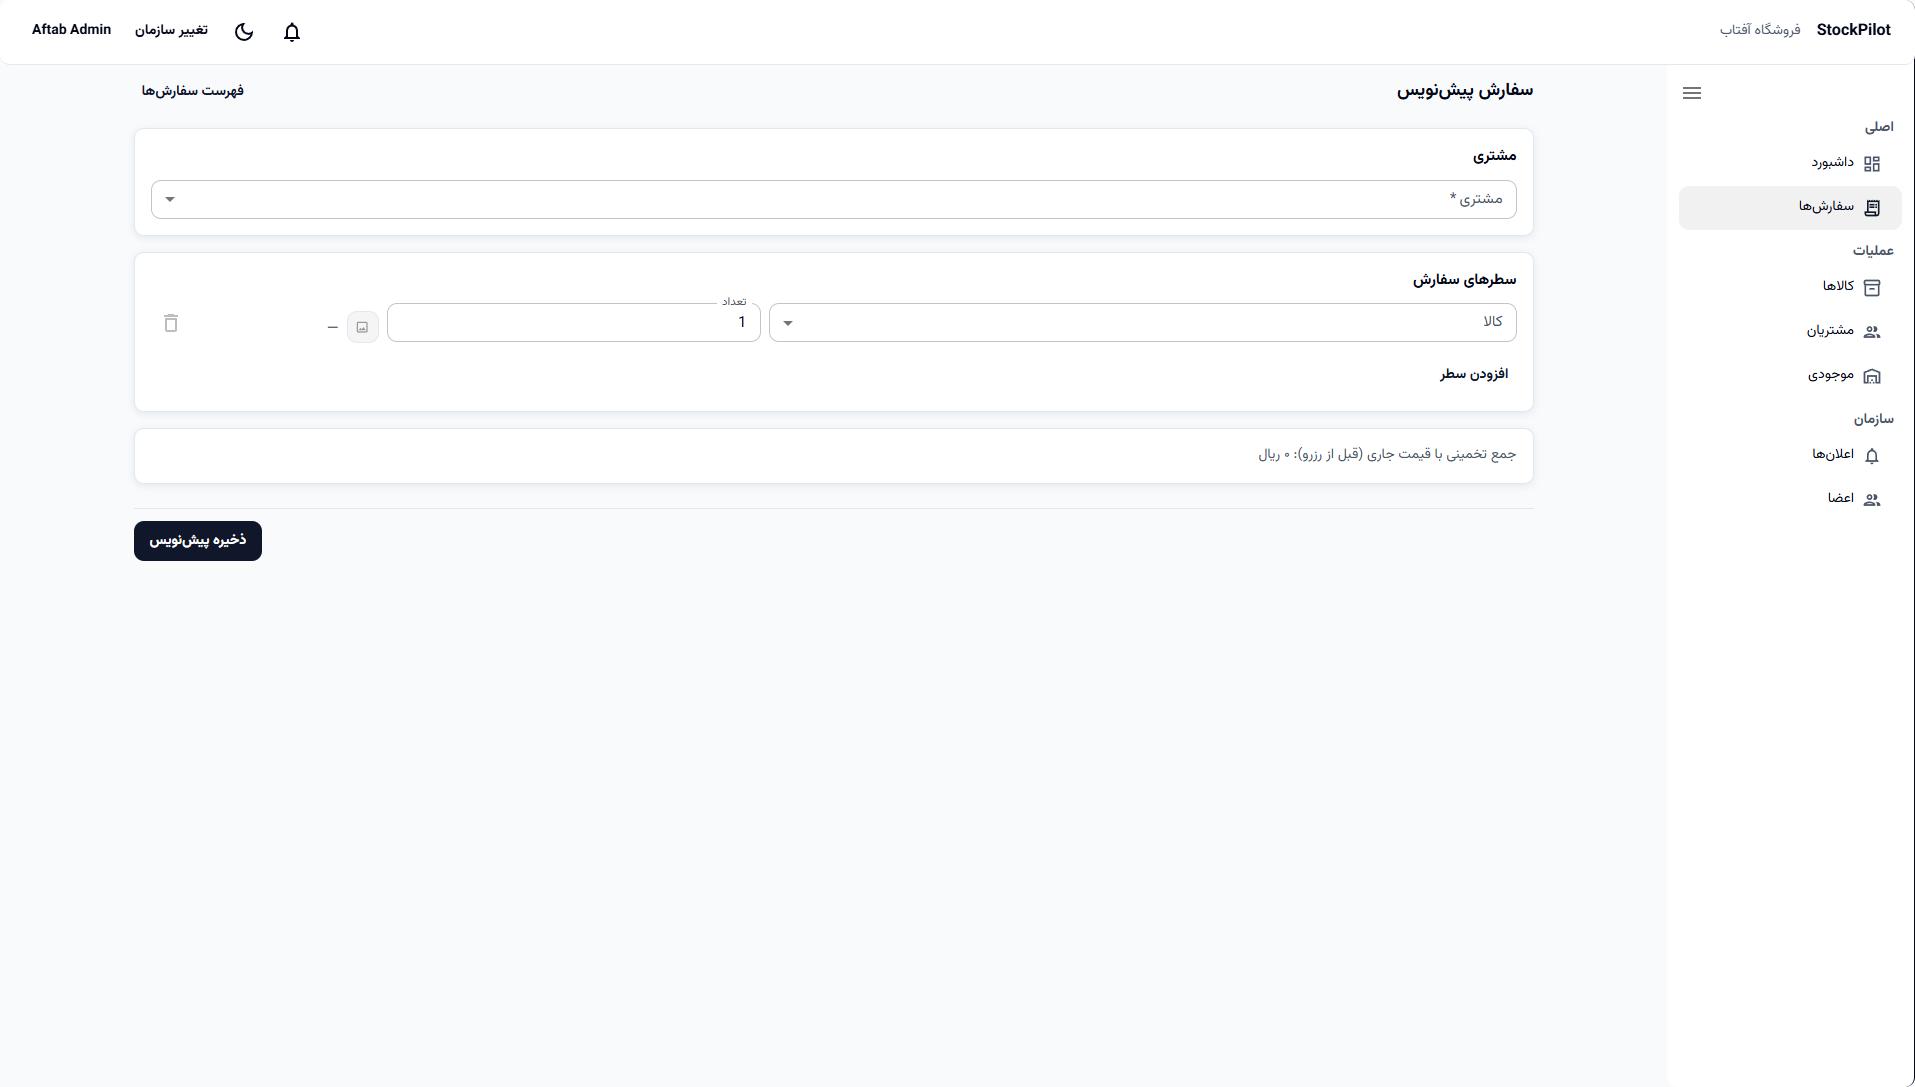 StockPilot فروشگاه آفتاب
تغییر سازمان Aftab Admin
اصلی
داشبورد
سفارش‌ها
عملیات
کالاها
مشتریان
موجودی
سازمان
اعلان‌ها
اعضا
سفارش پیش‌نویس
فهرست سفارش‌ها
مشتری
مشتری *
سطرهای سفارش
کالا
تعداد
1
—
افزودن سطر
جمع تخمینی با قیمت جاری (قبل از رزرو): ۰ ریال
ذخیره پیش‌نویس